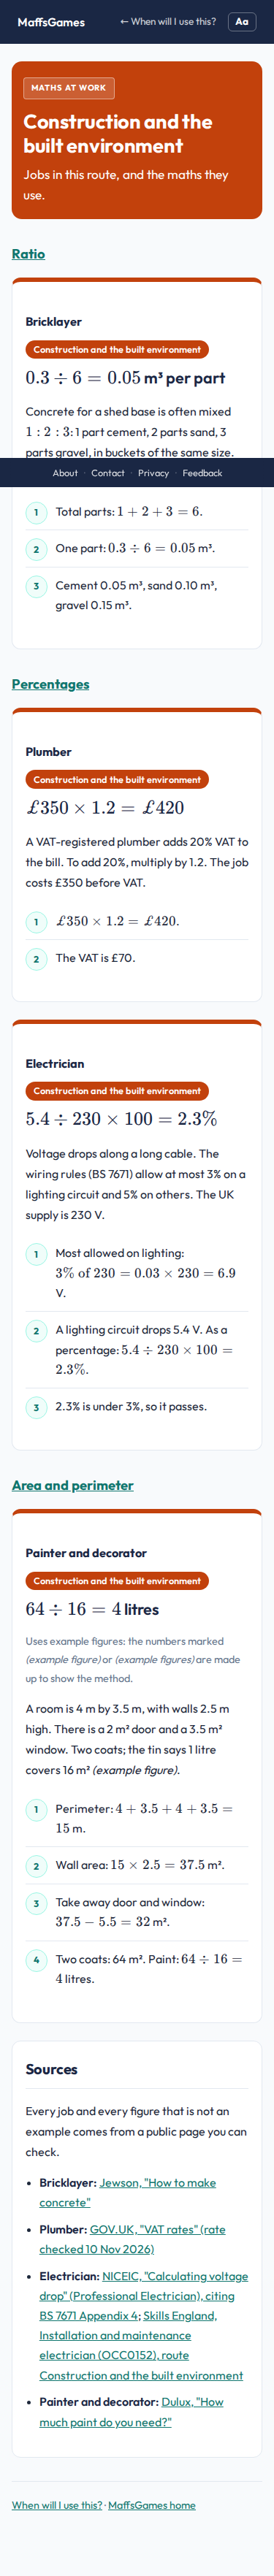 MaffsGames
← When will I use this?
Aa
MATHS AT WORK
Construction and the
built environment
Jobs in this route, and the maths they
use.
Ratio
Bricklayer
Construction and the built environment
0.3 ÷ 6 = 0.05 m³ per part
Concrete for a shed base is often mixed
1 : 2 : 3: 1 part cement, 2 parts sand, 3
parts gravel, in buckets of the same size.
About · Contact · Privacy · Feedback
1 Total parts: 1 + 2 + 3 = 6.
2 One part: 0.3 ÷ 6 = 0.05 m³.
3 Cement 0.05 m³, sand 0.10 m³,
gravel 0.15 m³.
Percentages
Plumber
Construction and the built environment
£350 × 1.2 = £420
A VAT-registered plumber adds 20% VAT to
the bill. To add 20%, multiply by 1.2. The job
costs £350 before VAT.
1 £350 × 1.2 = £420.
2 The VAT is £70.
Electrician
Construction and the built environment
5.4 ÷ 230 × 100 = 2.3%
Voltage drops along a long cable. The
wiring rules (BS 7671) allow at most 3% on a
lighting circuit and 5% on others. The UK
supply is 230 V.
1 Most allowed on lighting:
3% of 230 = 0.03 × 230 = 6.9
V.
2 A lighting circuit drops 5.4 V. As a
percentage: 5.4 ÷ 230 × 100 =
2.3%.
3 2.3% is under 3%, so it passes.
Area and perimeter
Painter and decorator
Construction and the built environment
64 ÷ 16 = 4 litres
Uses example figures: the numbers marked
(example figure) or (example figures) are made
up to show the method.
A room is 4 m by 3.5 m, with walls 2.5 m
high. There is a 2 m² door and a 3.5 m²
window. Two coats; the tin says 1 litre
covers 16 m² (example figure).
1 Perimeter: 4 + 3.5 + 4 + 3.5 =
15 m.
2 Wall area: 15 × 2.5 = 37.5 m².
3 Take away door and window:
37.5 − 5.5 = 32 m².
4 Two coats: 64 m². Paint: 64 ÷ 16 =
4 litres.
Sources
Every job and every figure that is not an
example comes from a public page you can
check.
• Bricklayer: Jewson, "How to make
concrete"
• Plumber: GOV.UK, "VAT rates" (rate
checked 10 Nov 2026)
• Electrician: NICEIC, "Calculating voltage
drop" (Professional Electrician), citing
BS 7671 Appendix 4; Skills England,
Installation and maintenance
electrician (OCC0152), route
Construction and the built environment
• Painter and decorator: Dulux, "How
much paint do you need?"
When will I use this? · MaffsGames home